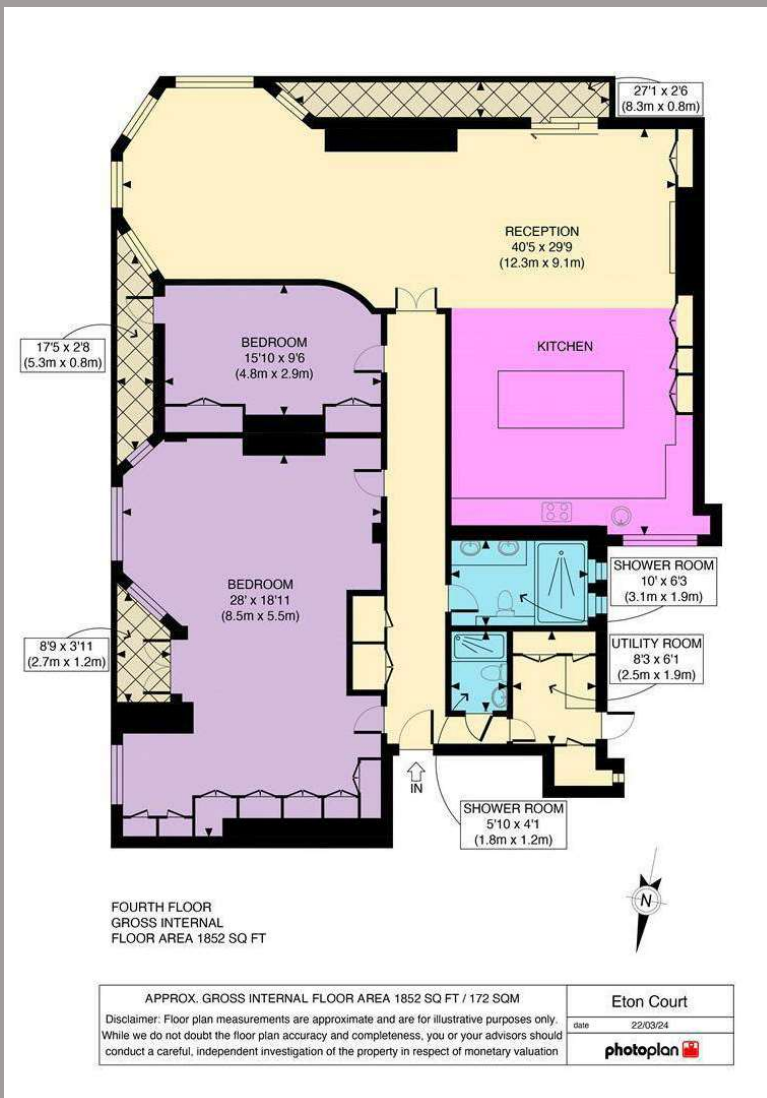 27'1 x 2'6
(8.3m x 0.8m)
RECEPTION
40'5 x 29'9
(12.3m x 9.1m)
17'5 x 2'8
(5.3m x 0.8m)
BEDROOM
15'10 x 9'6
(4.8m x 2.9m)
KITCHEN
BEDROOM
28' x 18'11
(8.5m x 5.5m)
SHOWER ROOM
10' x 6'3
(3.1m x 1.9m)
8'9 x 3'11
(2.7m x 1.2m)
UTILITY ROOM
8'3 x 6'1
(2.5m x 1.9m)
IN
SHOWER ROOM
5'10 x 4'1
(1.8m x 1.2m)
N
FOURTH FLOOR
GROSS INTERNAL
FLOOR AREA 1852 SQ FT
APPROX. GROSS INTERNAL FLOOR AREA 1852 SQ FT / 172 SQM
Disclaimer: Floor plan measurements are approximate and are for illustrative purposes only.
While we do not doubt the floor plan accuracy and completeness, you or your advisors should
conduct a careful, independent investigation of the property in respect of monetary valuation
Eton Court
date 22/03/24
photoplan